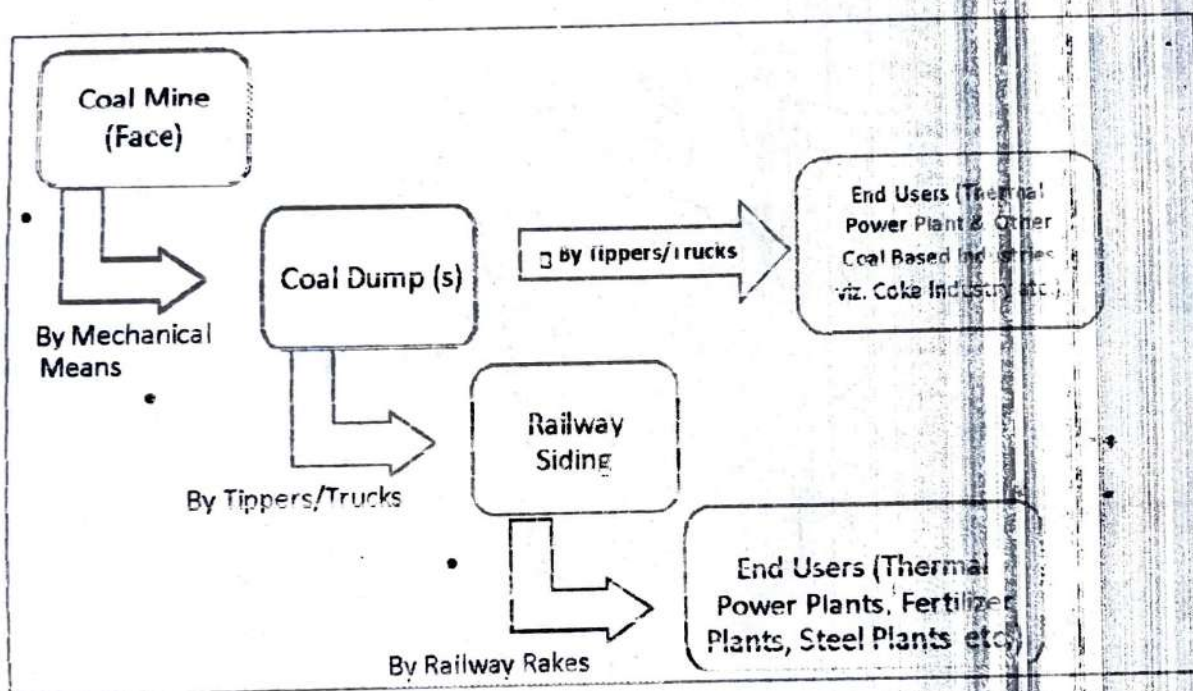 Coal Mine
(Face)
By Mechanical
Means
Coal Dump (s)
By Tippers/Trucks
End Users (Thermal
Power Plant & Other
Coal Based Industries
viz. Coke Industry etc.)
By Tippers/Trucks
Railway
Siding
By Railway Rakes
End Users (Thermal
Power Plants, Fertilizer
Plants, Steel Plants etc.)